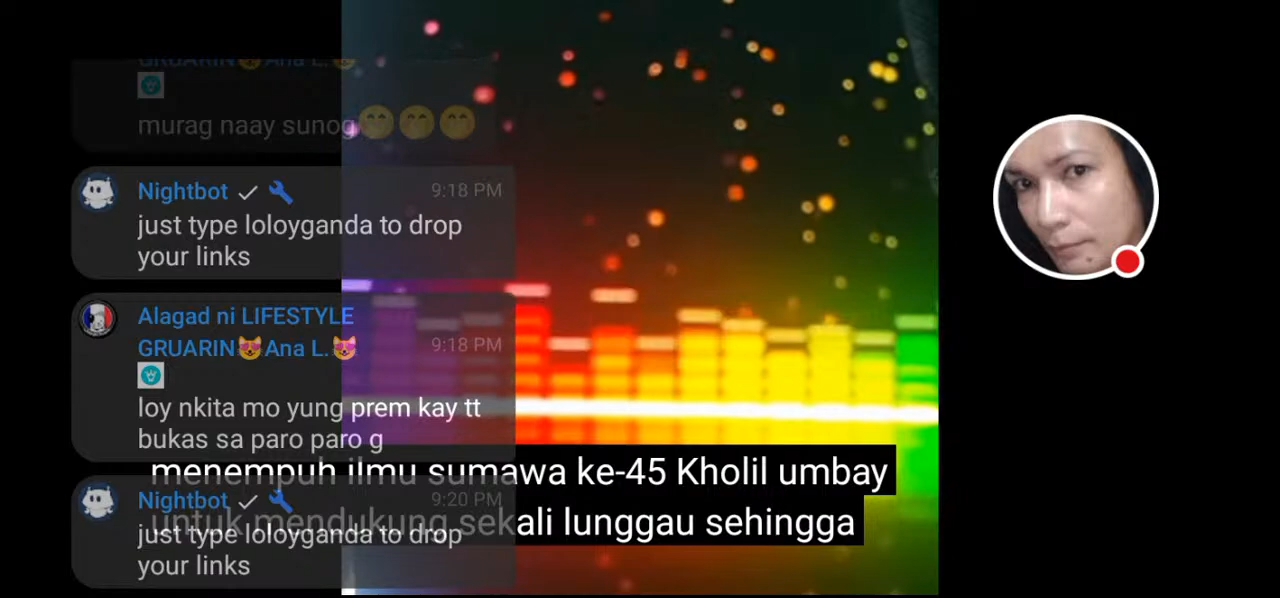 GRUARIN😻Ana L.😻
murag naay sunog😁😁😁
Nightbot
9:18 PM
just type loloyganda to drop
your links
Alagad ni LIFESTYLE
GRUARIN😻Ana L.😻
9:18 PM
loy nkita mo yung prem kay tt
bukas sa paro paro g
Nightbot
9:20 PM
just type loloyganda to drop
your links
menempuh ilmu sumawa ke-45 Kholil umbay
untuk mendukung sekali lunggau sehingga